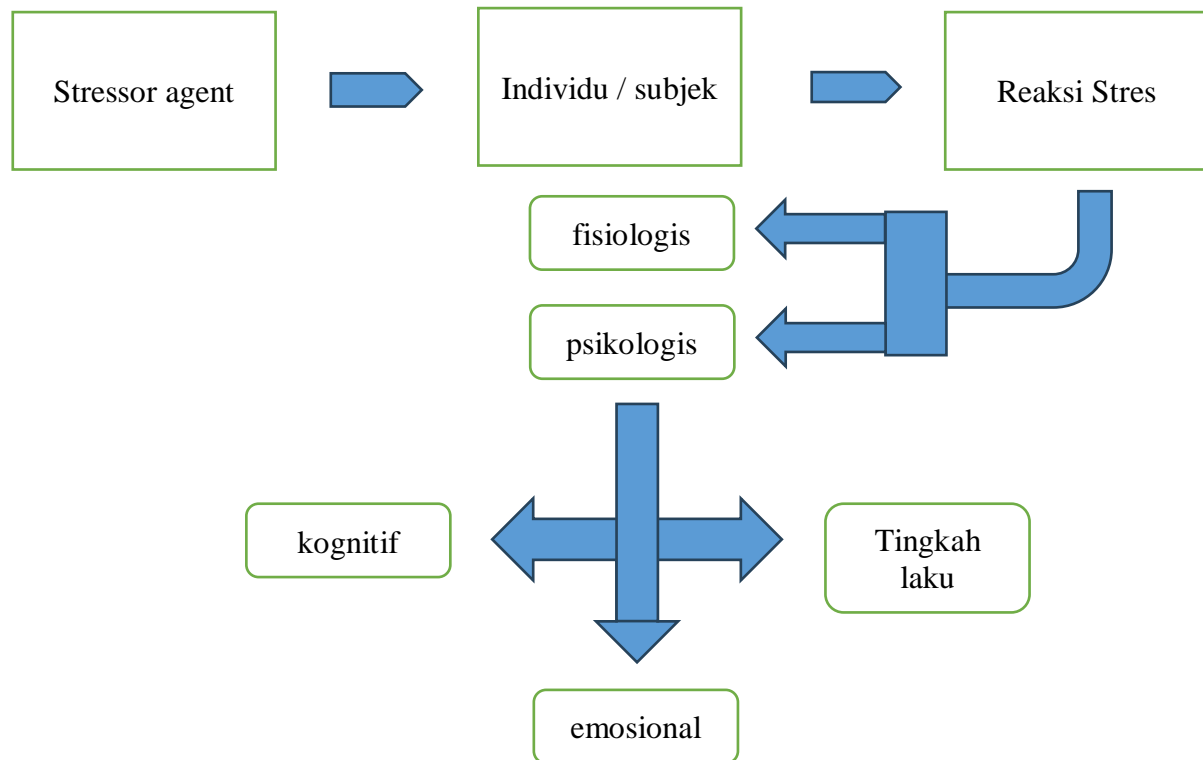 Stressor agent
Individu / subjek
Reaksi Stres
fisiologis
psikologis
kognitif
Tingkah
laku
emosional